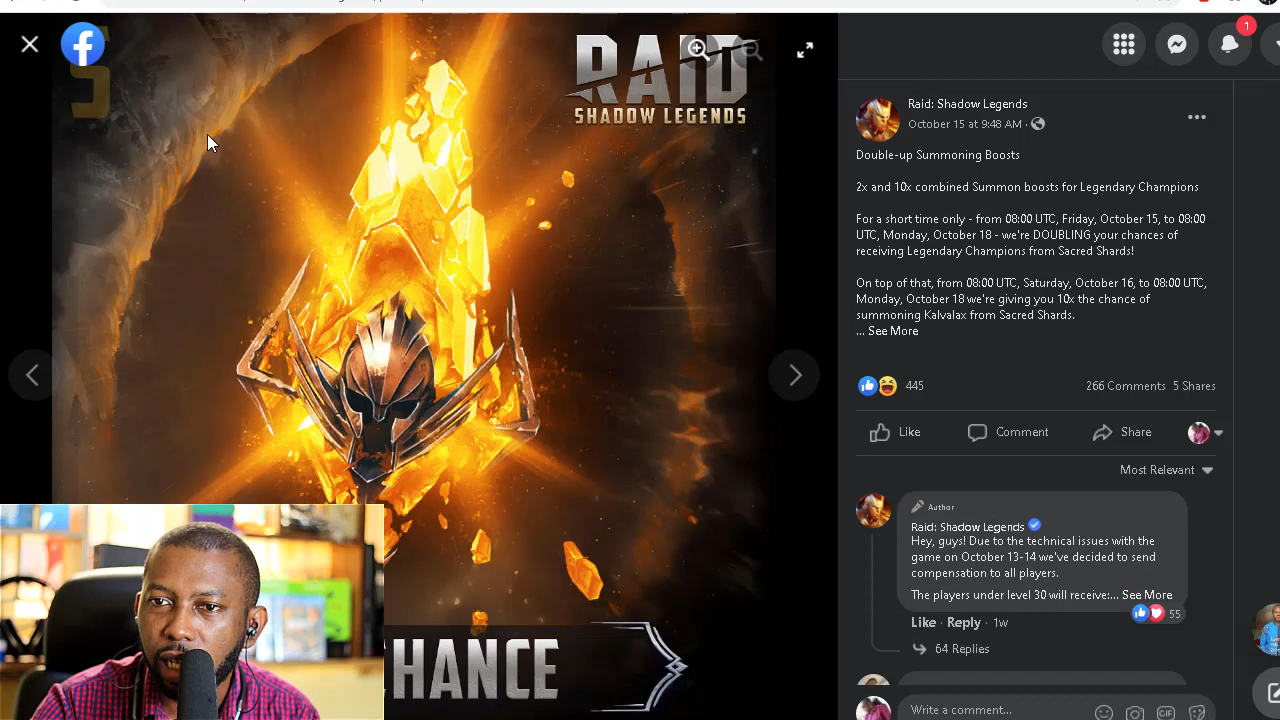 RAID
SHADOW LEGENDS
HANCE
1
Raid: Shadow Legends
October 15 at 9:48 AM ·
Double-up Summoning Boosts
2x and 10x combined Summon boosts for Legendary Champions
For a short time only - from 08:00 UTC, Friday, October 15, to 08:00
UTC, Monday, October 18 - we're DOUBLING your chances of
receiving Legendary Champions from Sacred Shards!
On top of that, from 08:00 UTC, Saturday, October 16, to 08:00 UTC,
Monday, October 18 we're giving you 10x the chance of
summoning Kalvalax from Sacred Shards.
... See More
445 266 Comments 5 Shares
Like Comment Share
Most Relevant
Author
Raid: Shadow Legends
Hey, guys! Due to the technical issues with the
game on October 13-14 we've decided to send
compensation to all players.
The players under level 30 will receive:... See More
55
Like · Reply · 1w
64 Replies
Write a comment...
GIF